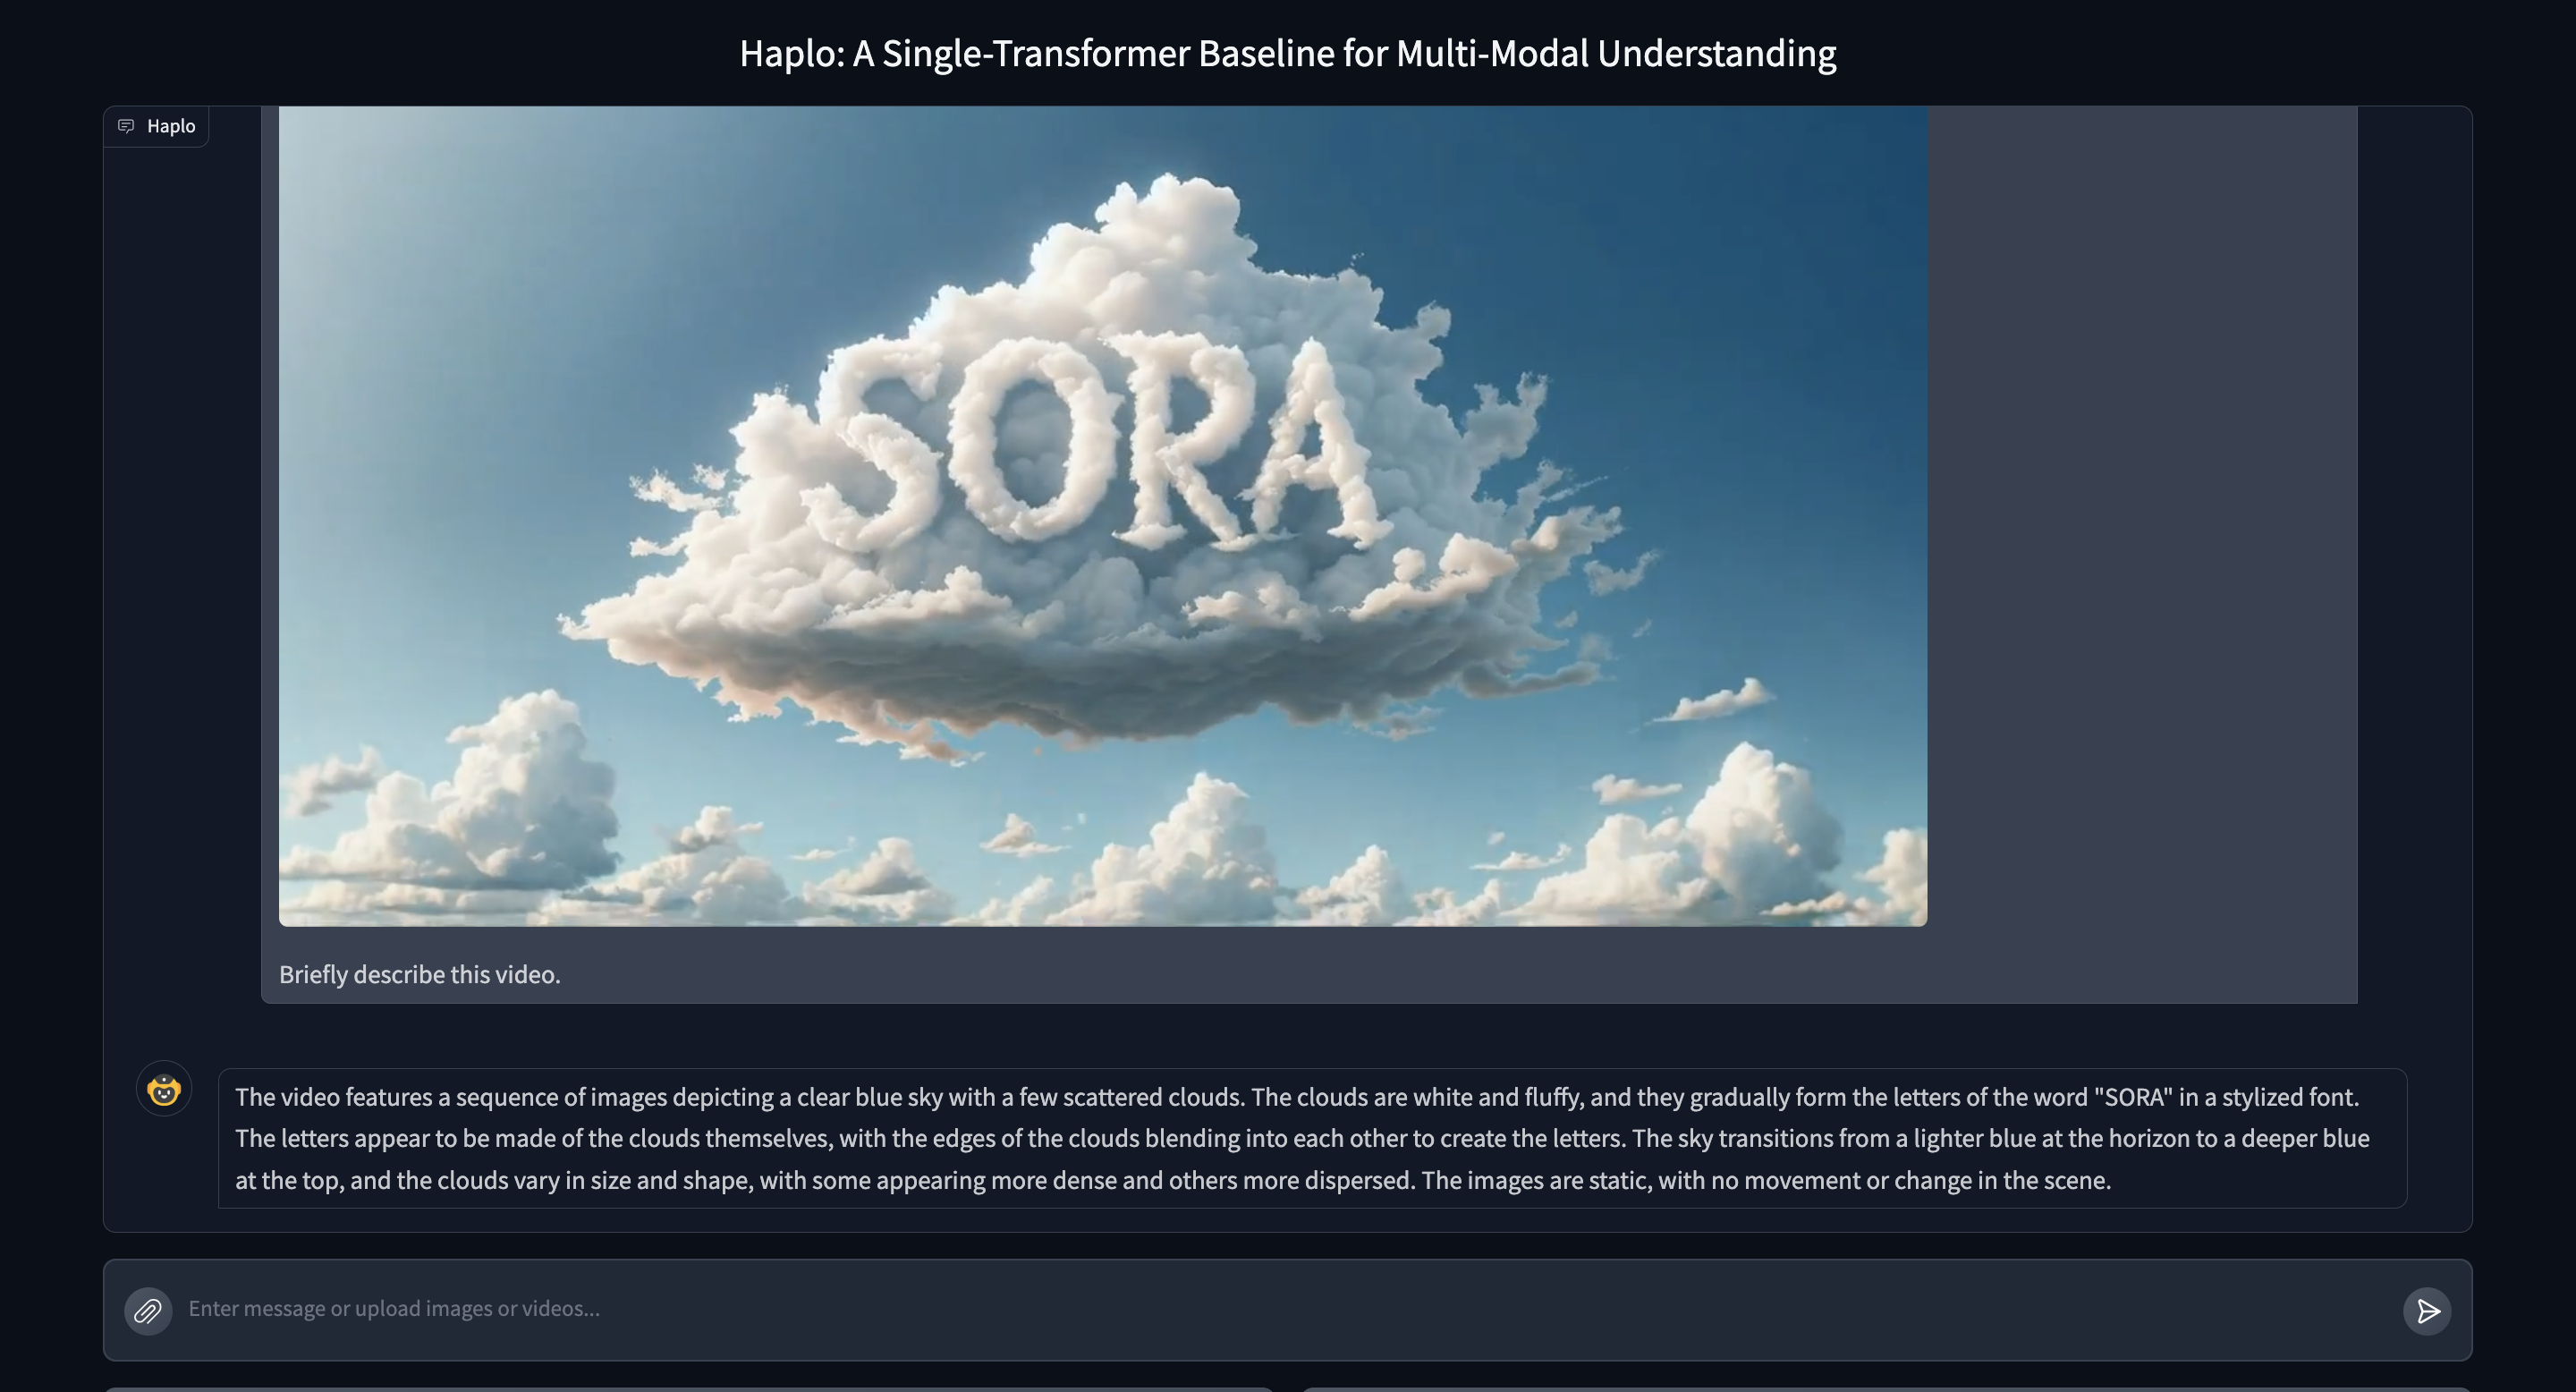 Haplo: A Single-Transformer Baseline for Multi-Modal Understanding
Haplo
SORA
Briefly describe this video.
The video features a sequence of images depicting a clear blue sky with a few scattered clouds. The clouds are white and fluffy, and they gradually form the letters of the word "SORA" in a stylized font.
The letters appear to be made of the clouds themselves, with the edges of the clouds blending into each other to create the letters. The sky transitions from a lighter blue at the horizon to a deeper blue
at the top, and the clouds vary in size and shape, with some appearing more dense and others more dispersed. The images are static, with no movement or change in the scene.
Enter message or upload images or videos...